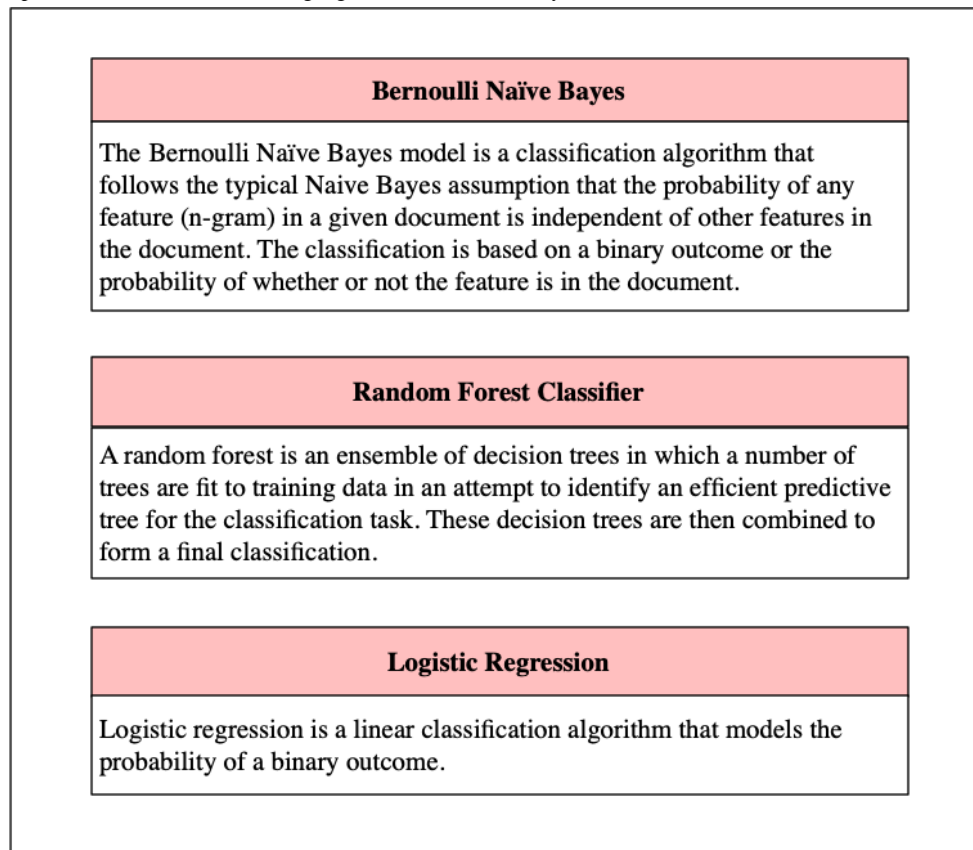 Bernoulli Naïve Bayes
The Bernoulli Naïve Bayes model is a classification algorithm that
follows the typical Naive Bayes assumption that the probability of any
feature (n-gram) in a given document is independent of other features in
the document. The classification is based on a binary outcome or the
probability of whether or not the feature is in the document.
Random Forest Classifier
A random forest is an ensemble of decision trees in which a number of
trees are fit to training data in an attempt to identify an efficient predictive
tree for the classification task. These decision trees are then combined to
form a final classification.
Logistic Regression
Logistic regression is a linear classification algorithm that models the
probability of a binary outcome.